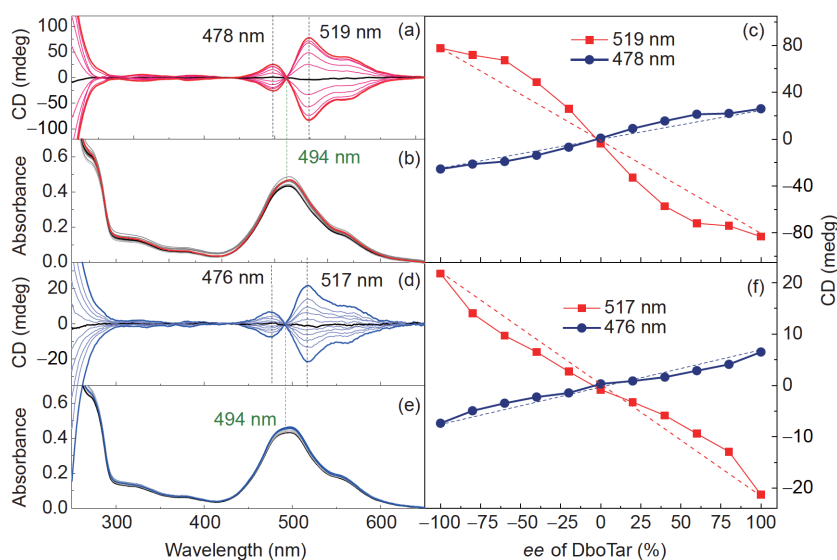 100
50
0
−50
−100
CD (mdeg)
478 nm
519 nm
(a)
0.6
0.4
0.2
0.0
Absorbance
494 nm
(b)
20
0
−20
CD (mdeg)
476 nm
517 nm
(d)
0.6
0.4
0.2
0.0
Absorbance
494 nm
(e)
300 400 500 600
Wavelength (nm)
519 nm
478 nm
(c)
80
40
0
−40
−80
CD (medg)
517 nm
476 nm
(f)
20
10
0
−10
−20
−100 −75 −50 −25 0 25 50 75 100
ee of DboTar (%)